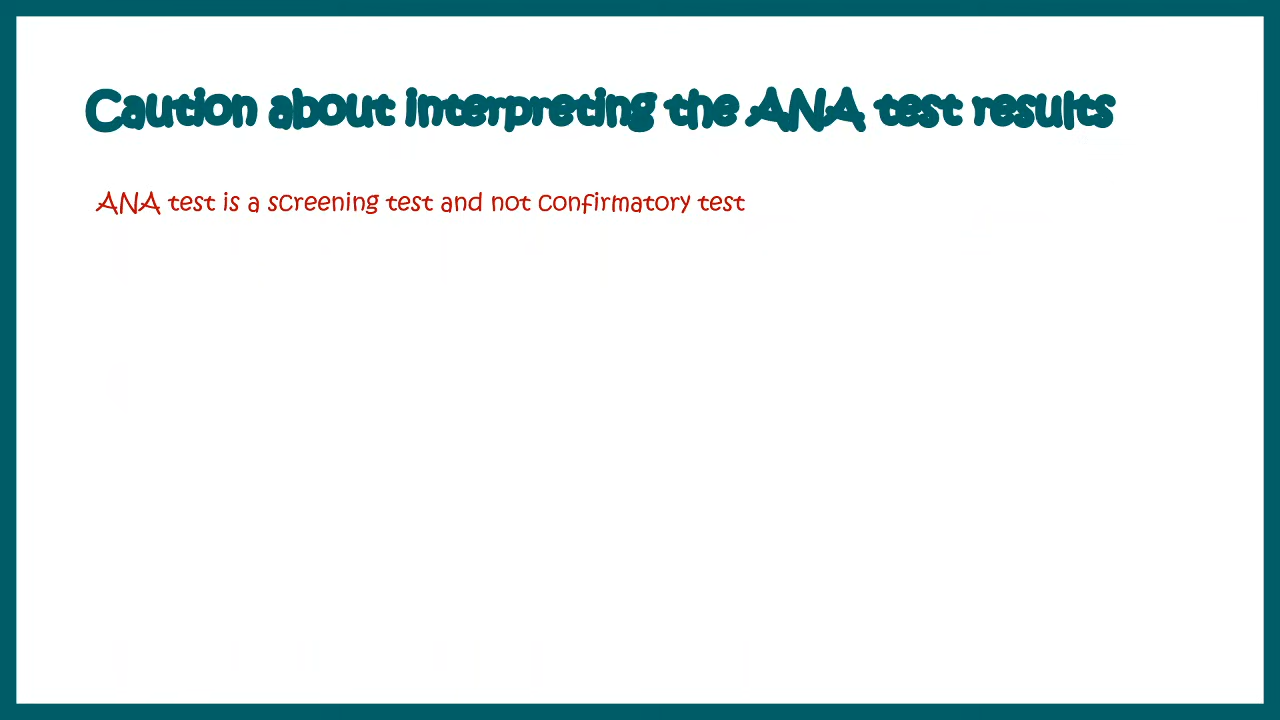 Caution about interpreting the ANA test results
ANA test is a screening test and not confirmatory test